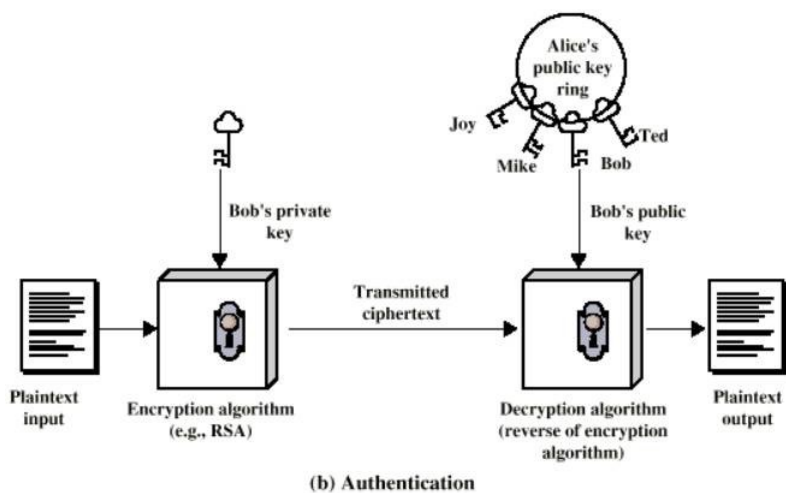 Alice's
public key
ring
Joy
Mike
Bob
Ted
Bob's private
key
Bob's public
key
Transmitted
ciphertext
Plaintext
input
Encryption algorithm
(e.g., RSA)
Decryption algorithm
(reverse of encryption
algorithm)
Plaintext
output
(b) Authentication